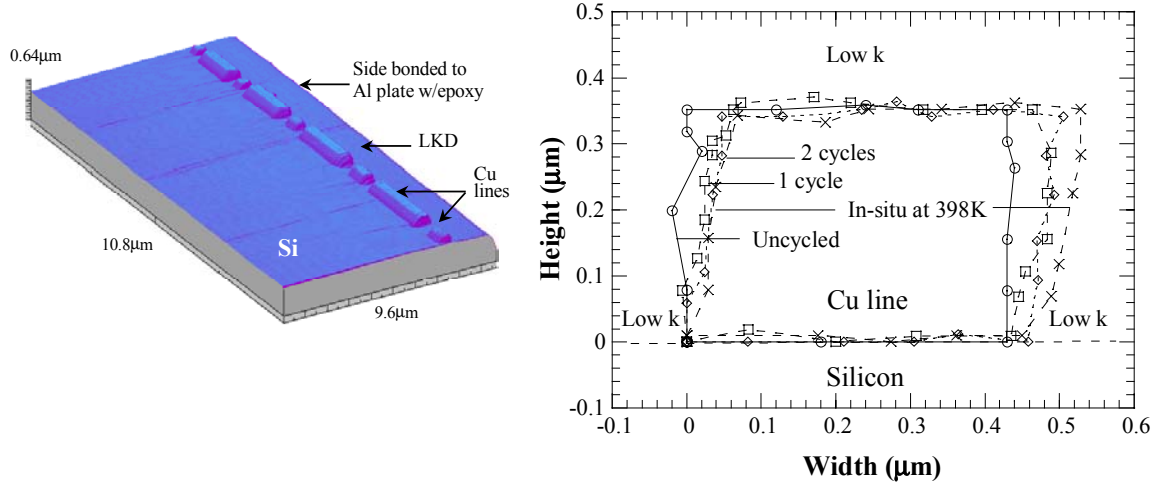 0.64μm
Side bonded to
Al plate w/epoxy
LKD
Cu
lines
Si
10.8μm
9.6μm
Height (μm)
0.4
0.3
0.2
0.1
0
-0.1
Low k
2 cycles
1 cycle
In-situ at 398K
Uncycled
Cu line
Low k
Low k
Silicon
-0.1 0 0.1 0.2 0.3 0.4 0.5 0.6
Width (μm)